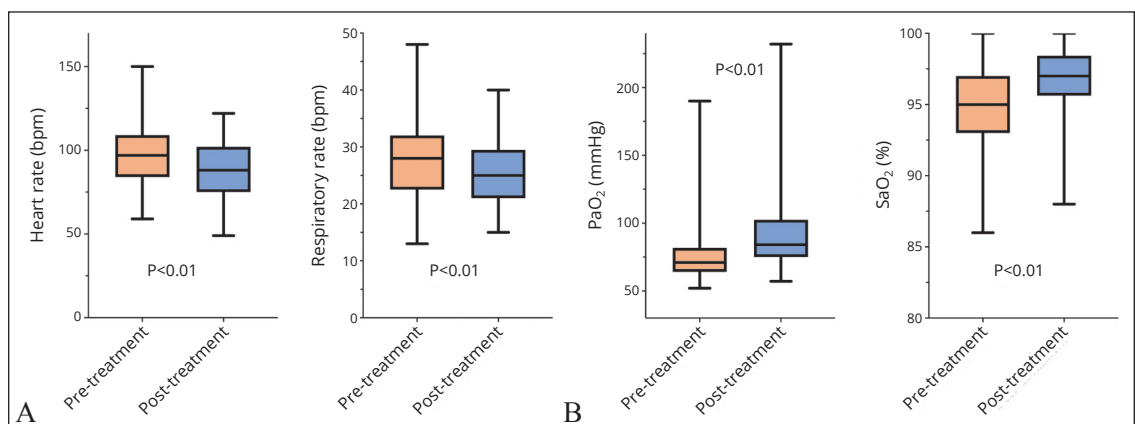 Heart rate (bpm)
150
100
50
0
P<0.01
Pre-treatment
Post-treatment
A
Respiratory rate (bpm)
50
40
30
20
10
0
P<0.01
Pre-treatment
Post-treatment
B
PaO₂ (mmHg)
200
150
100
50
P<0.01
Pre-treatment
Post-treatment
SaO₂ (%)
100
95
90
85
80
P<0.01
Pre-treatment
Post-treatment